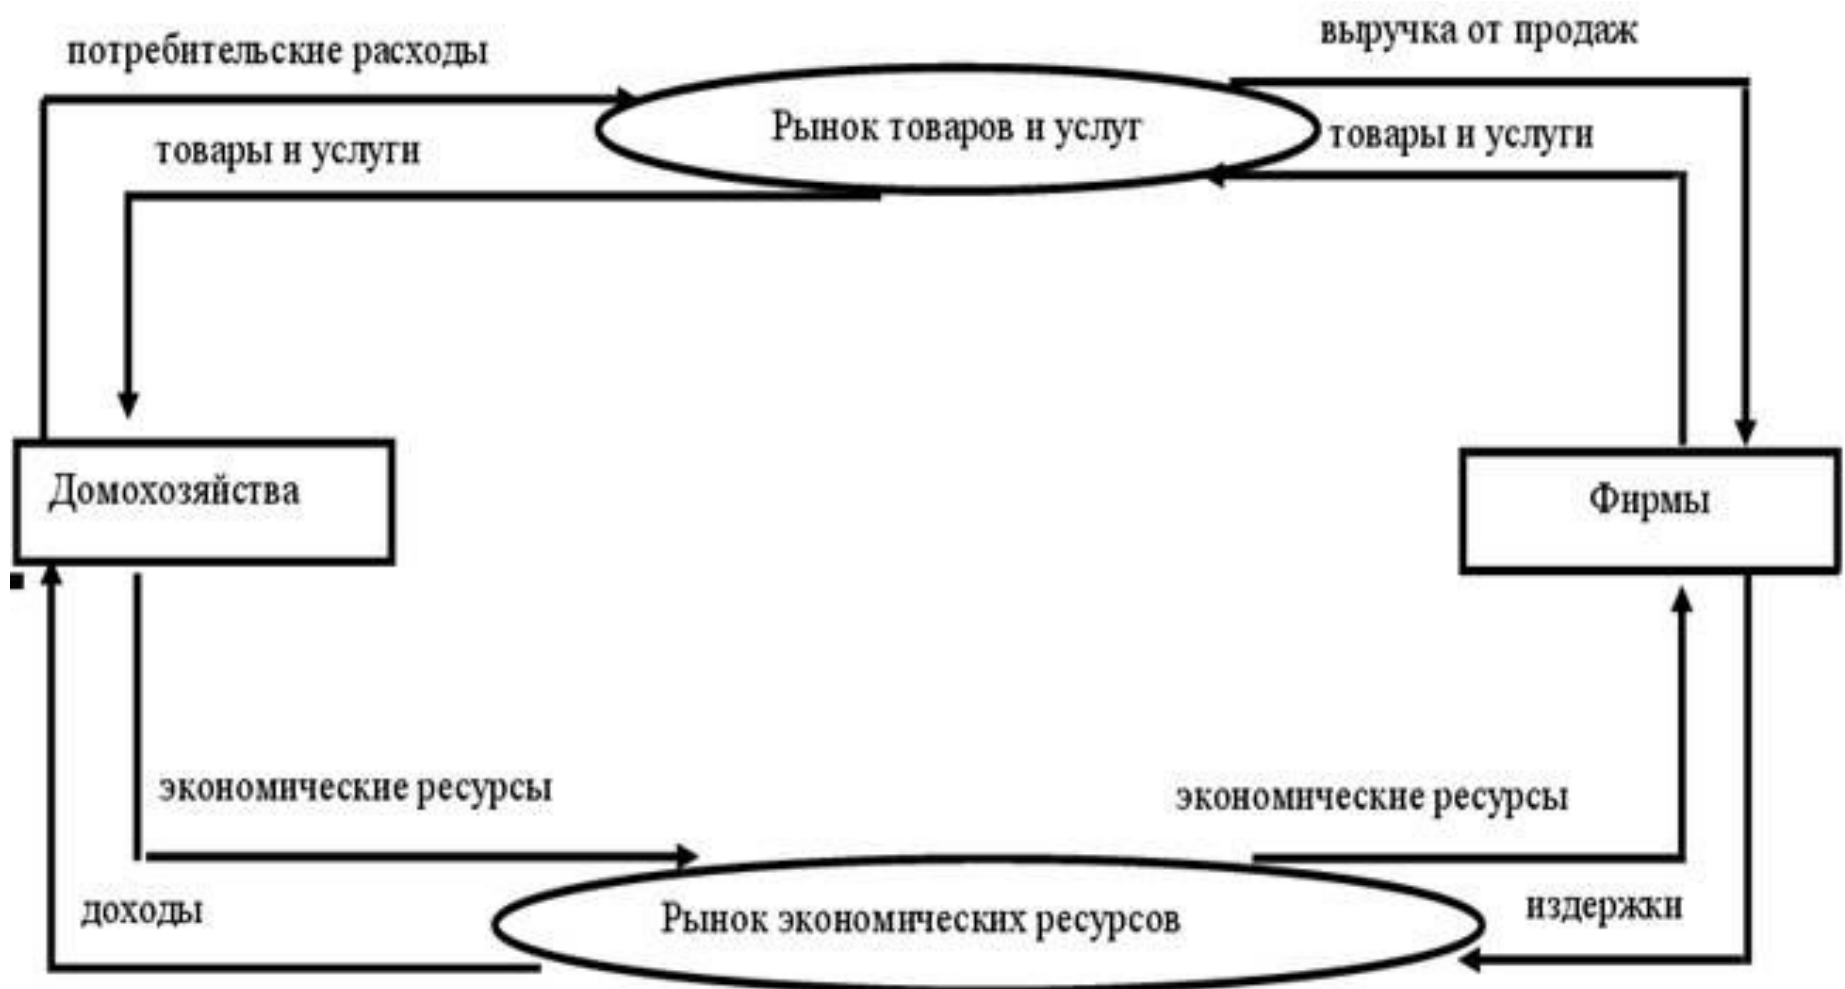 выручка от продаж
потребительские расходы
Рынок товаров и услуг
товары и услуги
товары и услуги
Домохозяйства
Фирмы
экономические ресурсы
экономические ресурсы
доходы
Рынок экономических ресурсов
издержки